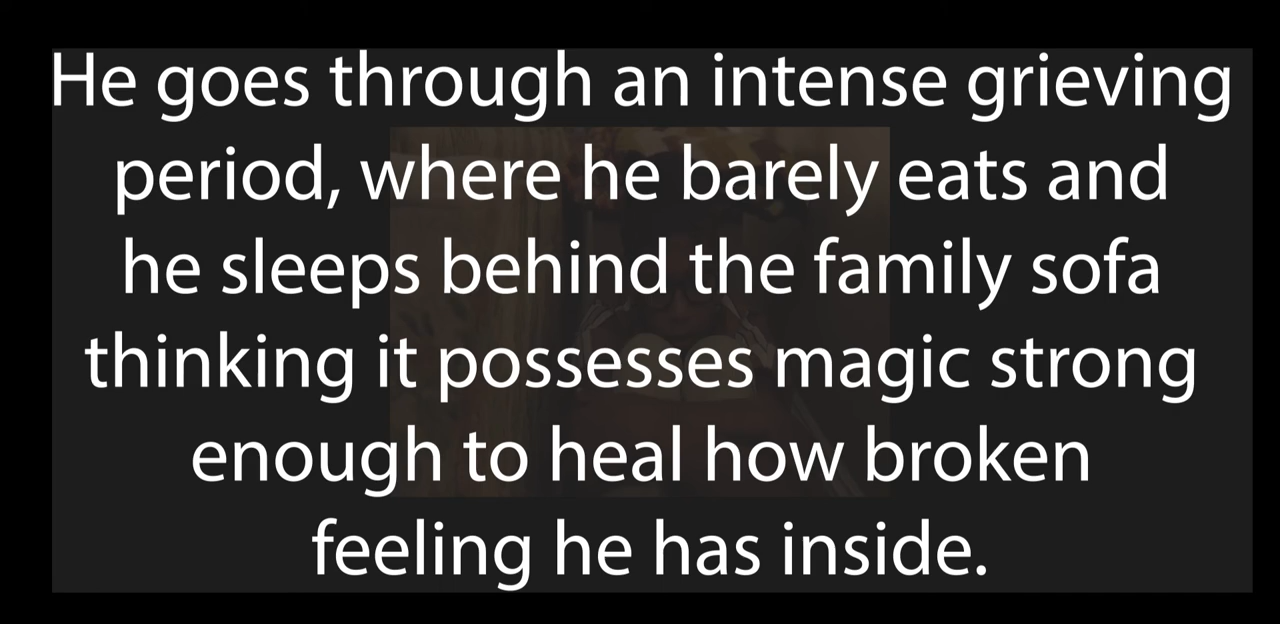 He goes through an intense grieving
period, where he barely eats and
he sleeps behind the family sofa
thinking it possesses magic strong
enough to heal how broken
feeling he has inside.